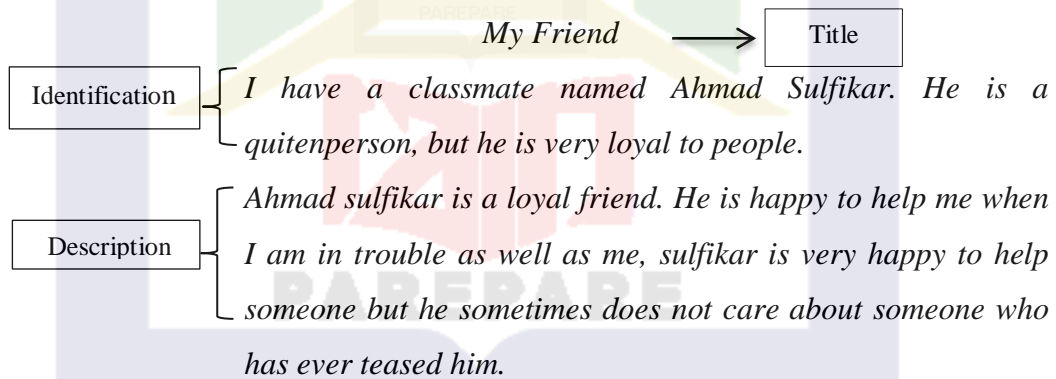 PAREPARE
My Friend Title
Identification I have a classmate named Ahmad Sulfikar. He is a
quitenperson, but he is very loyal to people.
Ahmad sulfikar is a loyal friend. He is happy to help me when
Description I am in trouble as well as me, sulfikar is very happy to help
PAREPARE
someone but he sometimes does not care about someone who
has ever teased him.